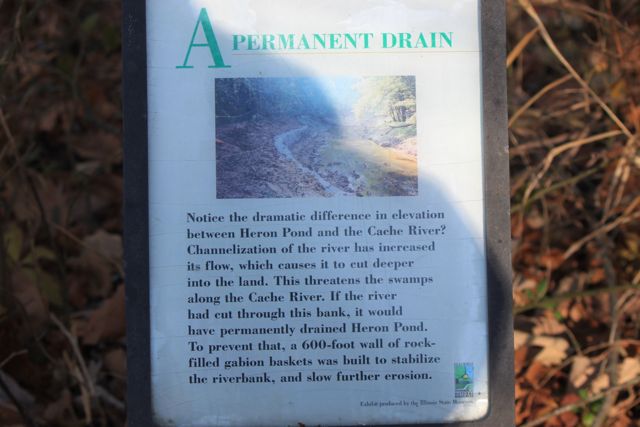 A PERMANENT DRAIN
Notice the dramatic difference in elevation
between Heron Pond and the Cache River?
Channelization of the river has increased
its flow, which causes it to cut deeper
into the land. This threatens the swamps
along the Cache River. If the river
had cut through this bank, it would
have permanently drained Heron Pond.
To prevent that, a 600-foot wall of rock-
filled gabion baskets was built to stabilize
the riverbank, and slow further erosion.
Exhibit produced by the Illinois State Museum